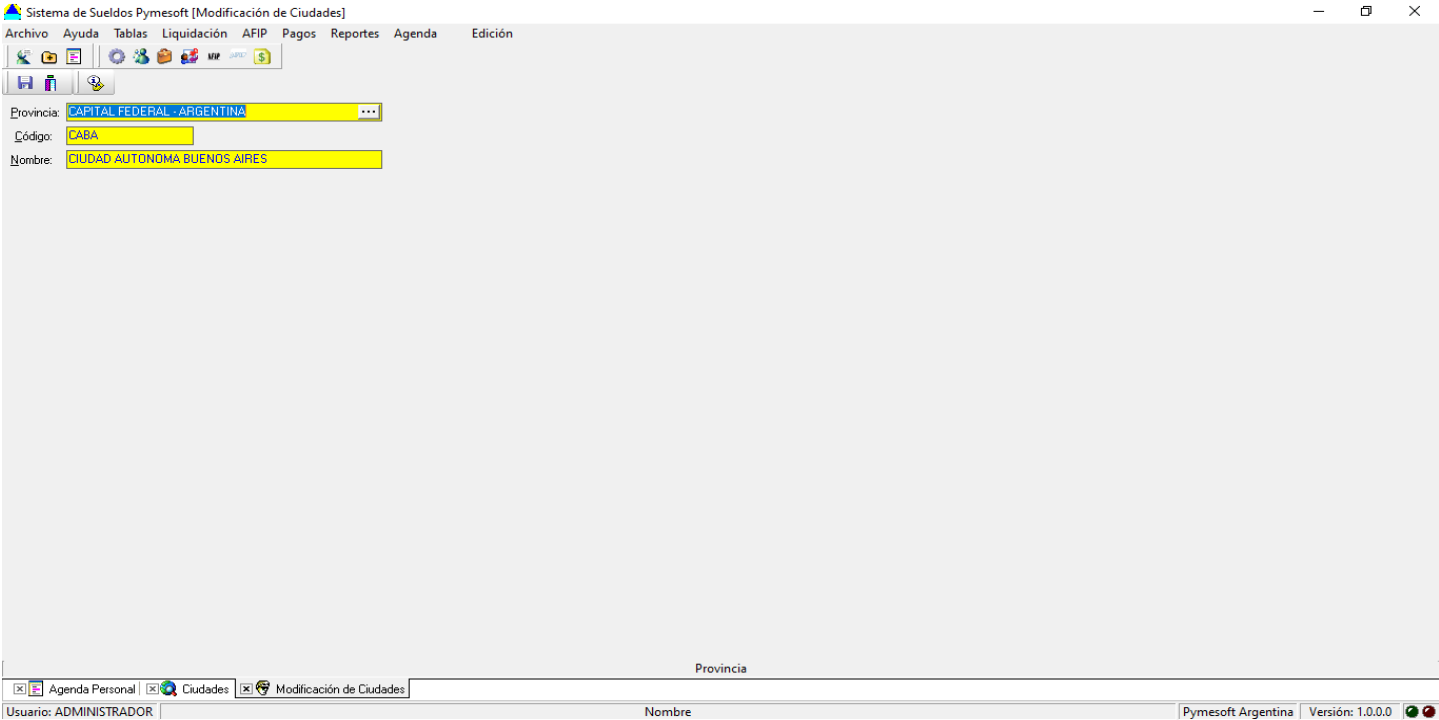 Sistema de Sueldos Pymesoft [Modificación de Ciudades]
Archivo Ayuda Tablas Liquidación AFIP Pagos Reportes Agenda Edición
AFIP
Provincia: CAPITAL FEDERAL - ARGENTINA ...
Código: CABA
Nombre: CIUDAD AUTONOMA BUENOS AIRES
Provincia
Agenda Personal Ciudades Modificación de Ciudades
Usuario: ADMINISTRADOR Nombre Pymesoft Argentina Versión: 1.0.0.0